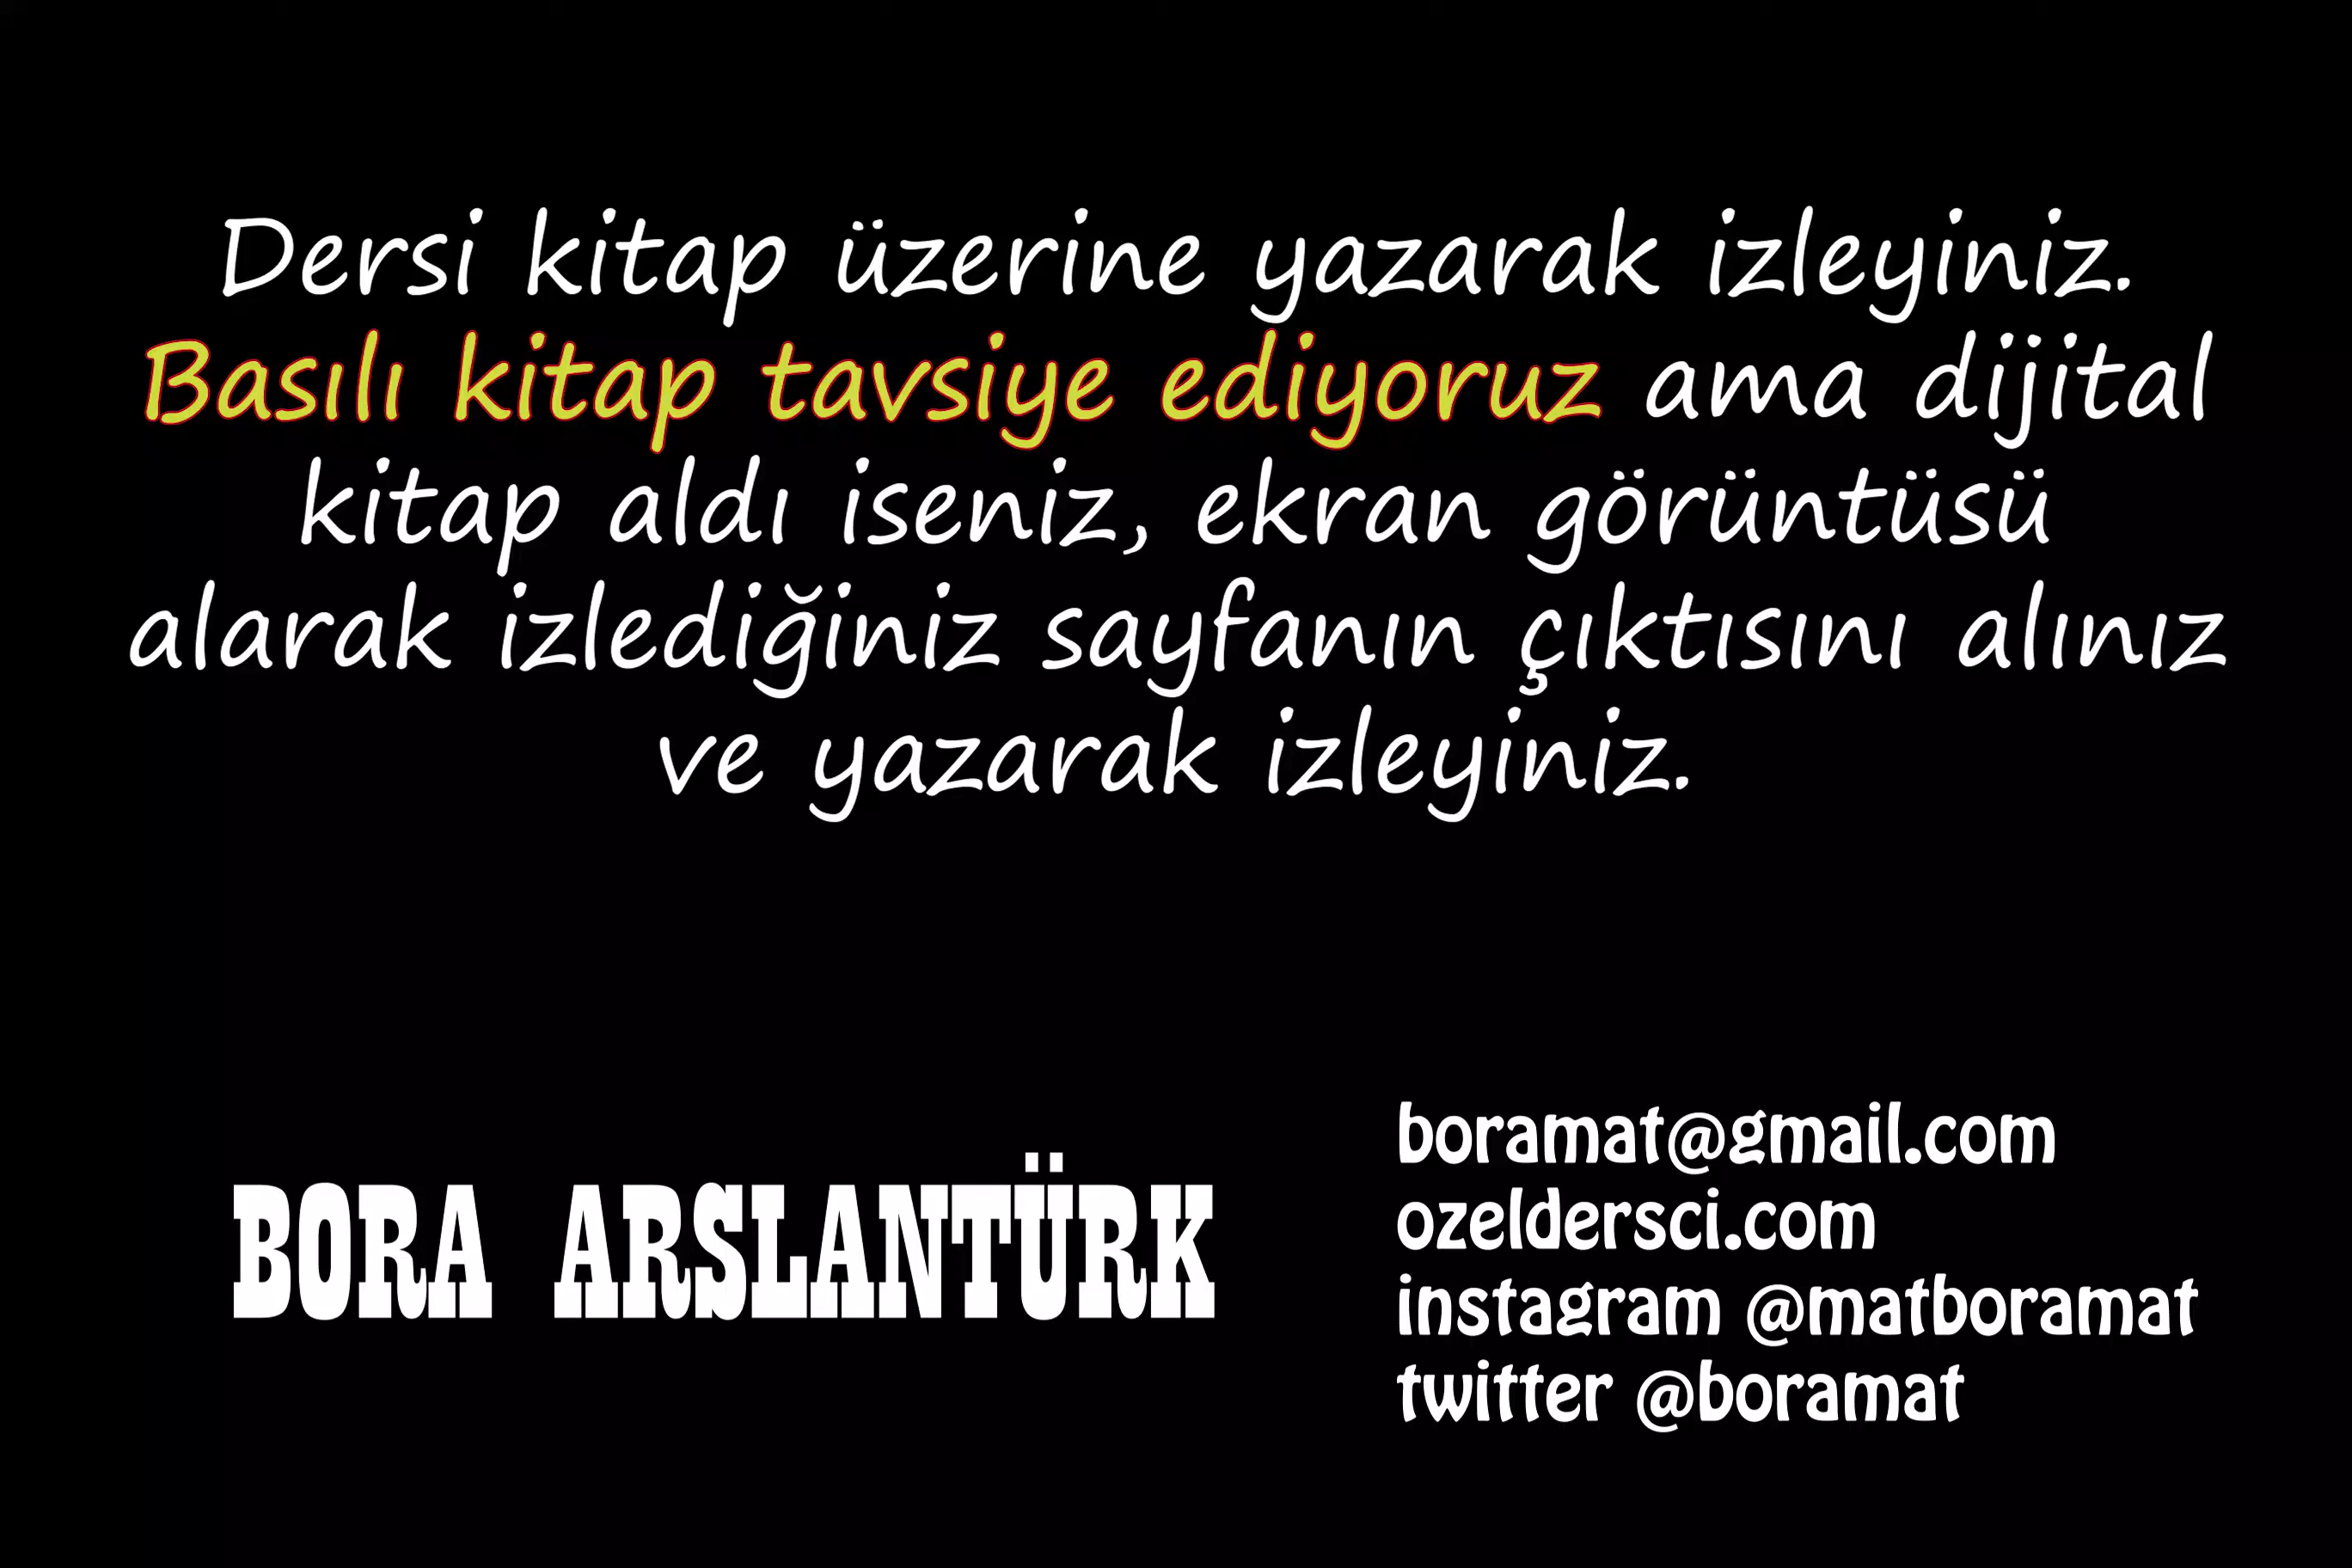 Dersi kitap üzerine yazarak izleyiniz.
Basılı kitap tavsiye ediyoruz ama dijital
kitap aldı iseniz, ekran görüntüsü
alarak izlediğiniz sayfanın çıktısını alınız
ve yazarak izleyiniz.
BORA ARSLANTÜRK
boramat@gmail.com
ozeldersci.com
instagram @matboramat
twitter @boramat